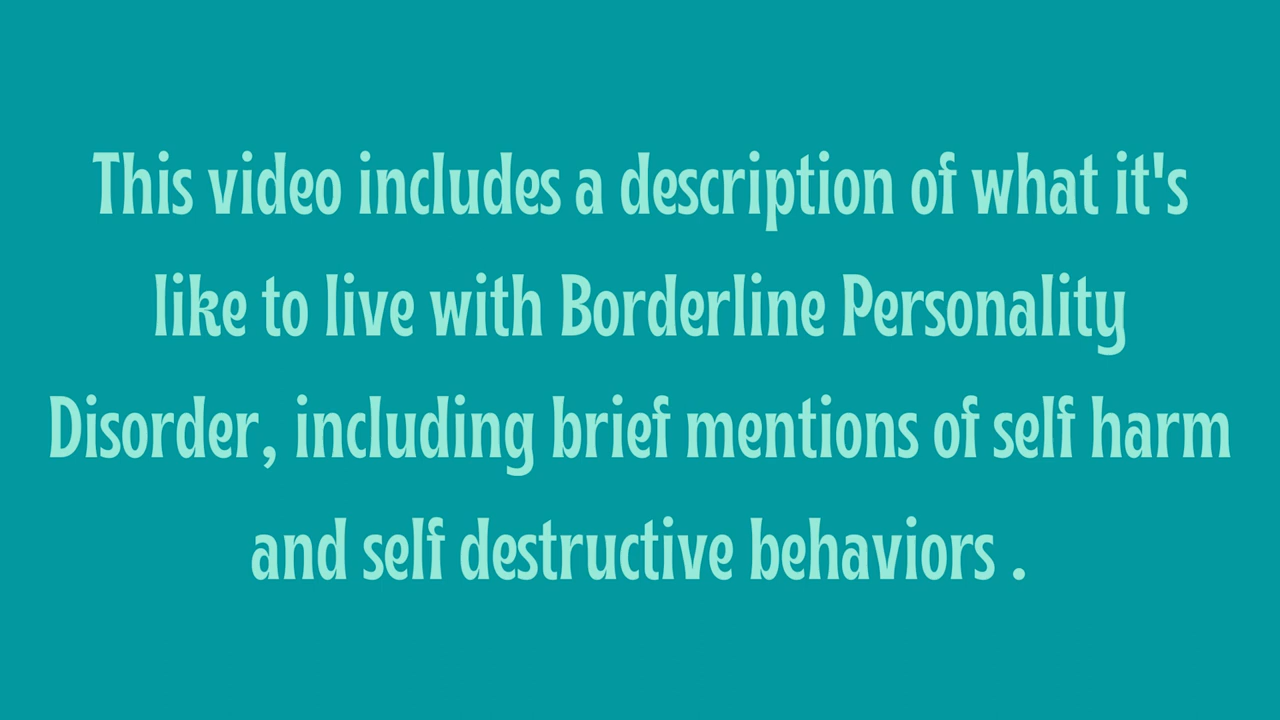 This video includes a description of what it's
like to live with Borderline Personality
Disorder, including brief mentions of self harm
and self destructive behaviors .